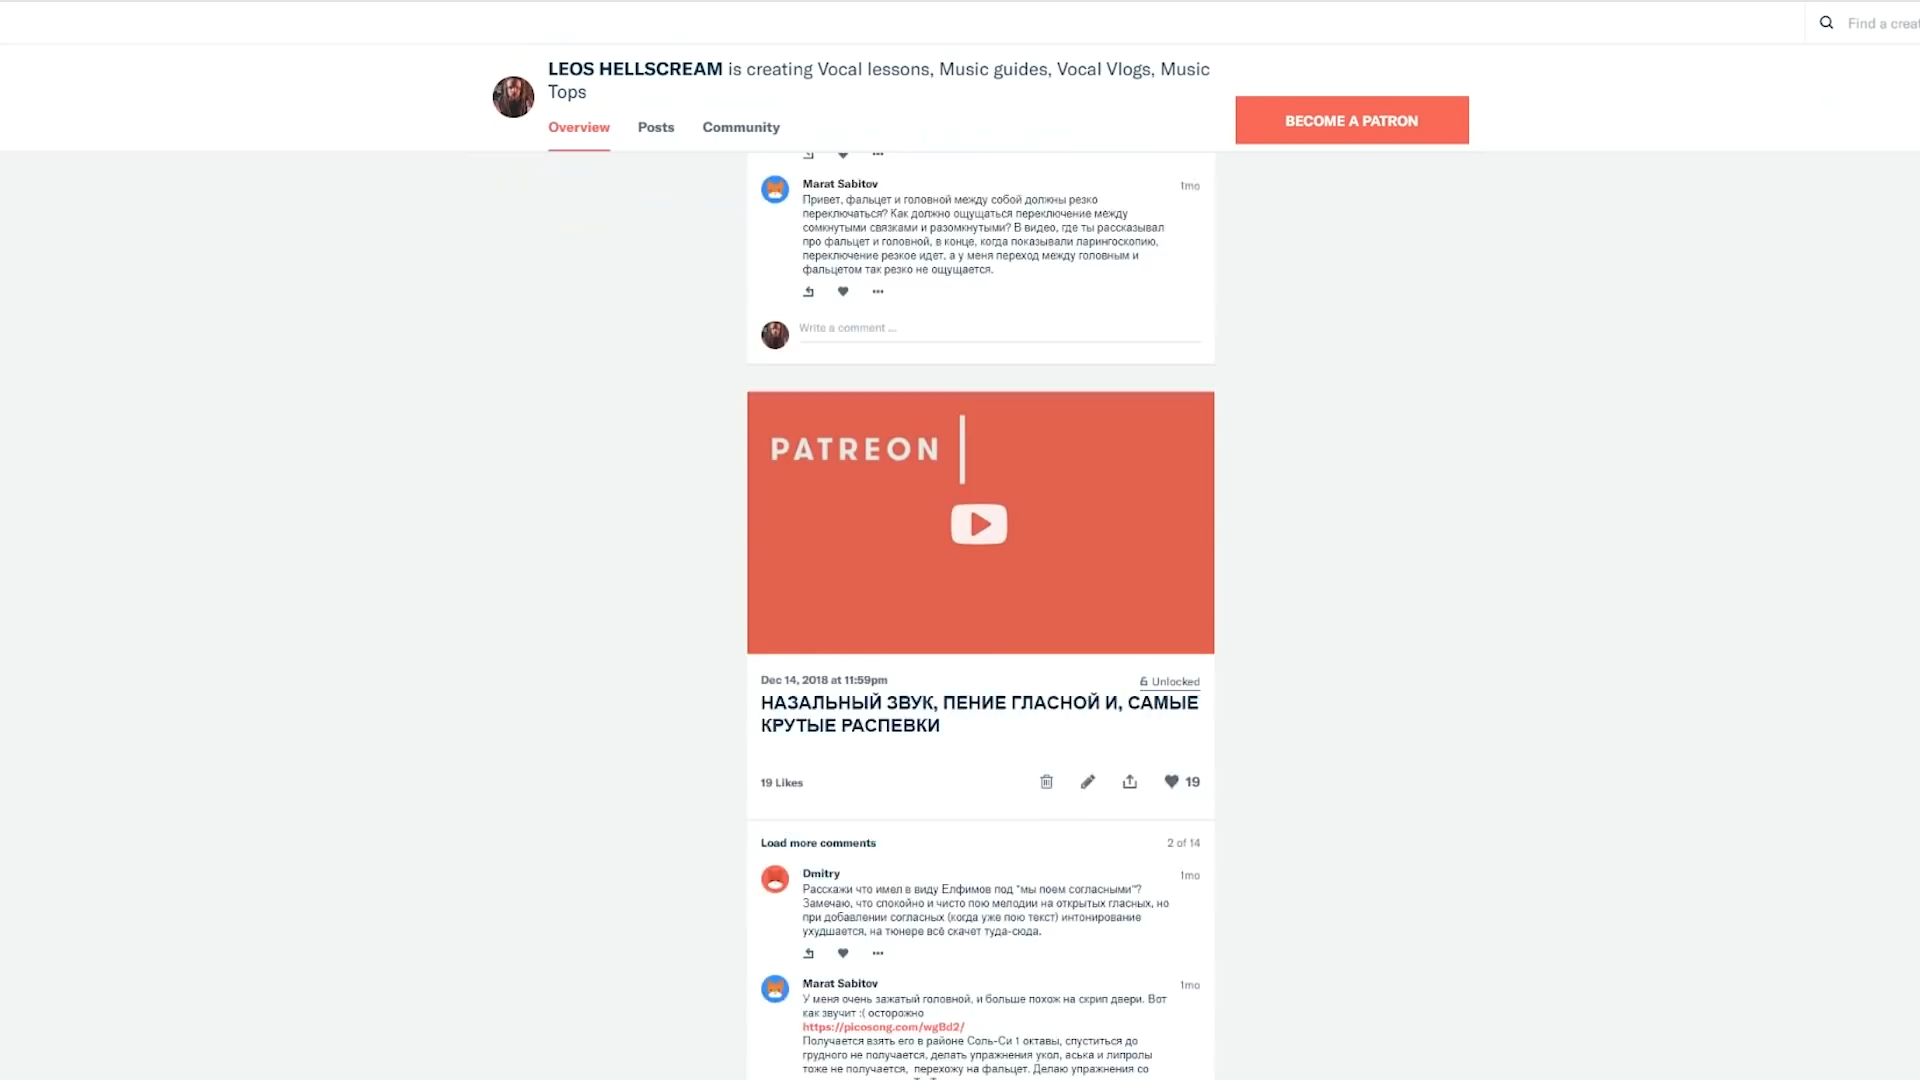 Find a creat
LEOS HELLSCREAM is creating Vocal lessons, Music guides, Vocal Vlogs, Music
Tops
Overview Posts Community
BECOME A PATRON
Marat Sabitov 1mo
Привет, фальцет и головной между собой должны резко
переключаться? Как должно ощущаться переключение между
сомкнутыми связками и разомкнутыми? В видео, где ты рассказывал
про фальцет и головной, в конце, когда показывали ларингоскопию,
переключение резкое идет, а у меня переход между головным и
фальцетом так резко не ощущается.
Write a comment ...
PATREON
Dec 14, 2018 at 11:59pm
Unlocked
НАЗАЛЬНЫЙ ЗВУК, ПЕНИЕ ГЛАСНОЙ И, САМЫЕ
КРУТЫЕ РАСПЕВКИ
19 Likes 19
Load more comments 2 of 14
Dmitry 1mo
Расскажи что имел в виду Елфимов под "мы поем согласными"?
Замечаю, что спокойно и чисто пою мелодии на открытых гласных, но
при добавлении согласных (когда уже пою текст) интонирование
ухудшается, на тюнере всё скачет туда-сюда.
Marat Sabitov 1mo
У меня очень зажатый головной, и больше похож на скрип двери. Вот
как звучит :( осторожно
https://picosong.com/wgBd2/
Получается взять его в районе Соль-Си 1 октавы, спуститься до
грудного не получается, делать упражнения укол, аська и липролы
тоже не получается, перехожу на фальцет. Делаю упражнения со